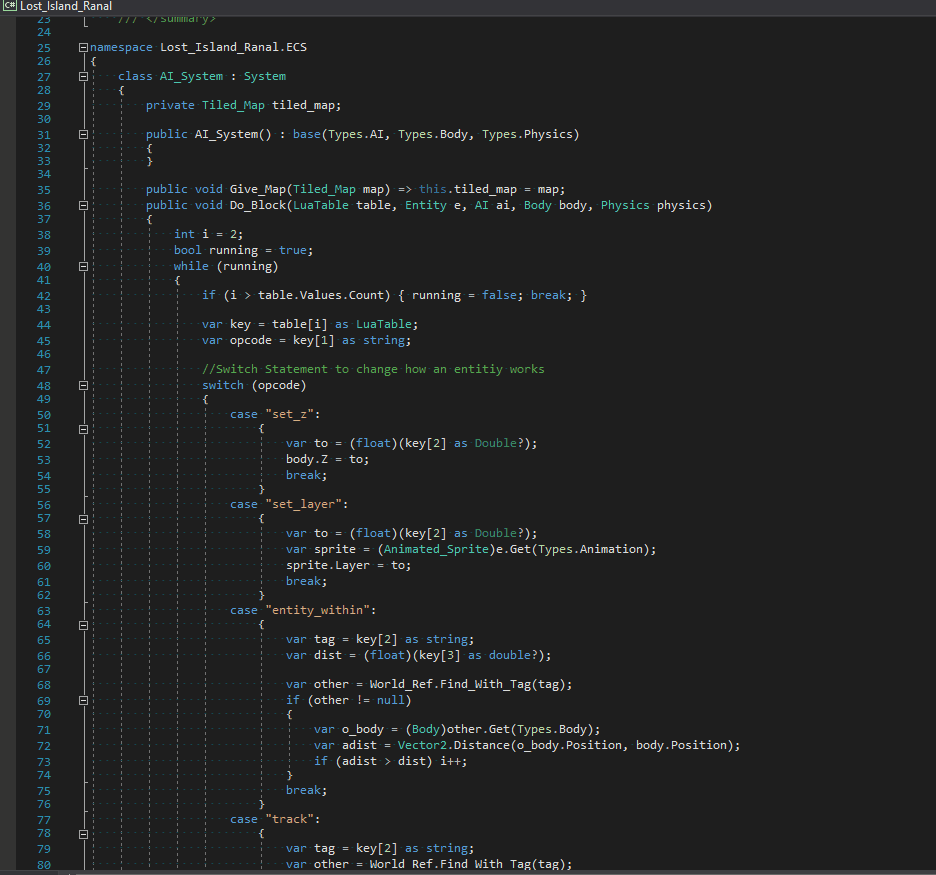 C# Lost_Island_Ranal
23 /// </summary>
24
25 namespace Lost_Island_Ranal.ECS
26 {
27 class AI_System : System
28 {
29 private Tiled_Map tiled_map;
30
31 public AI_System() : base(Types.AI, Types.Body, Types.Physics)
32 {
33 }
34
35 public void Give_Map(Tiled_Map map) => this.tiled_map = map;
36 public void Do_Block(LuaTable table, Entity e, AI ai, Body body, Physics physics)
37 {
38 int i = 2;
39 bool running = true;
40 while (running)
41 {
42 if (i > table.Values.Count) { running = false; break; }
43
44 var key = table[i] as LuaTable;
45 var opcode = key[1] as string;
46
47 //Switch Statement to change how an entitiy works
48 switch (opcode)
49 {
50 case "set_z":
51 {
52 var to = (float)(key[2] as Double?);
53 body.Z = to;
54 break;
55 }
56 case "set_layer":
57 {
58 var to = (float)(key[2] as Double?);
59 var sprite = (Animated_Sprite)e.Get(Types.Animation);
60 sprite.Layer = to;
61 break;
62 }
63 case "entity_within":
64 {
65 var tag = key[2] as string;
66 var dist = (float)(key[3] as double?);
67
68 var other = World_Ref.Find_With_Tag(tag);
69 if (other != null)
70 {
71 var o_body = (Body)other.Get(Types.Body);
72 var adist = Vector2.Distance(o_body.Position, body.Position);
73 if (adist > dist) i++;
74 }
75 break;
76 }
77 case "track":
78 {
79 var tag = key[2] as string;
80 var other = World_Ref.Find_With_Tag(tag);